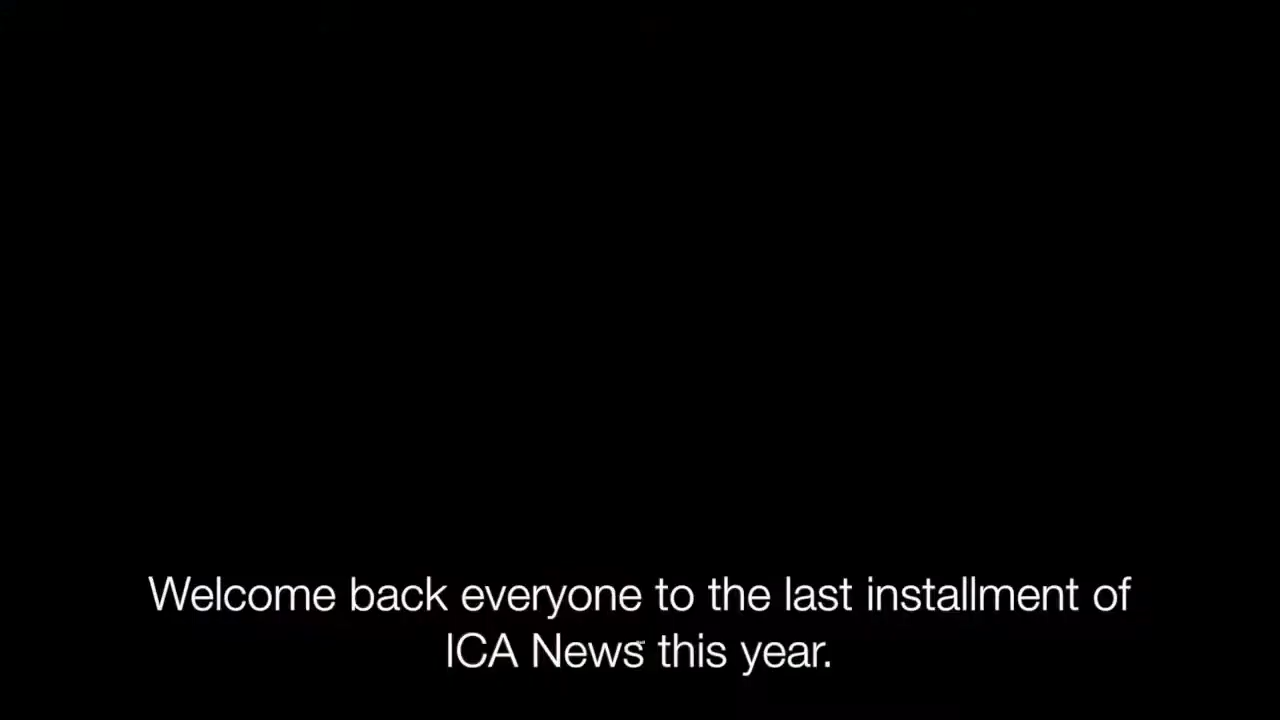 Welcome back everyone to the last installment of
ICA News this year.